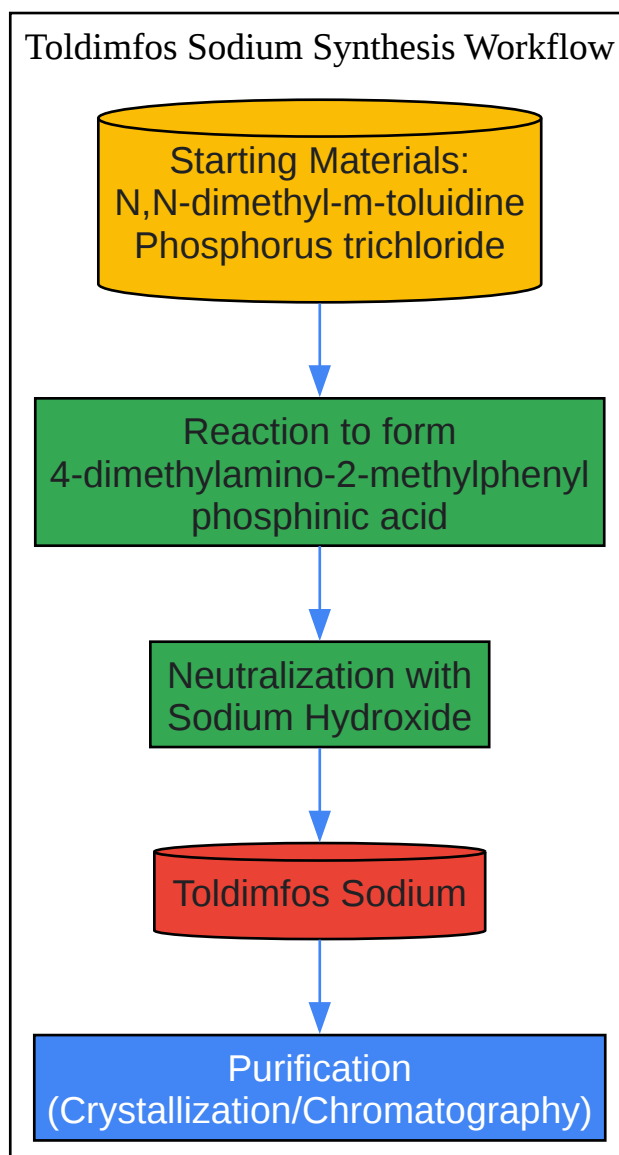 Toldimfos Sodium Synthesis Workflow
Starting Materials:
N,N-dimethyl-m-toluidine
Phosphorus trichloride
Reaction to form
4-dimethylamino-2-methylphenyl
phosphinic acid
Neutralization with
Sodium Hydroxide
Toldimfos Sodium
Purification
(Crystallization/Chromatography)